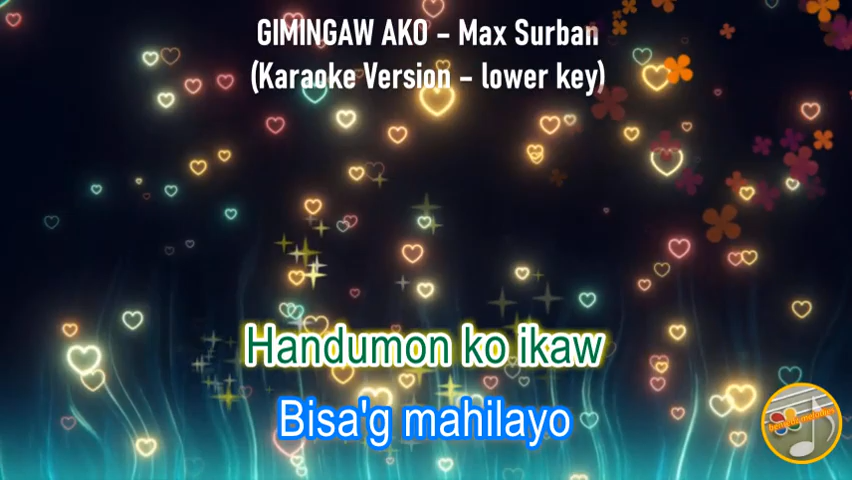 GIMINGAW AKO - Max Surban
(Karaoke Version - lower key)
Handumon ko ikaw
Bisa'g mahilayo